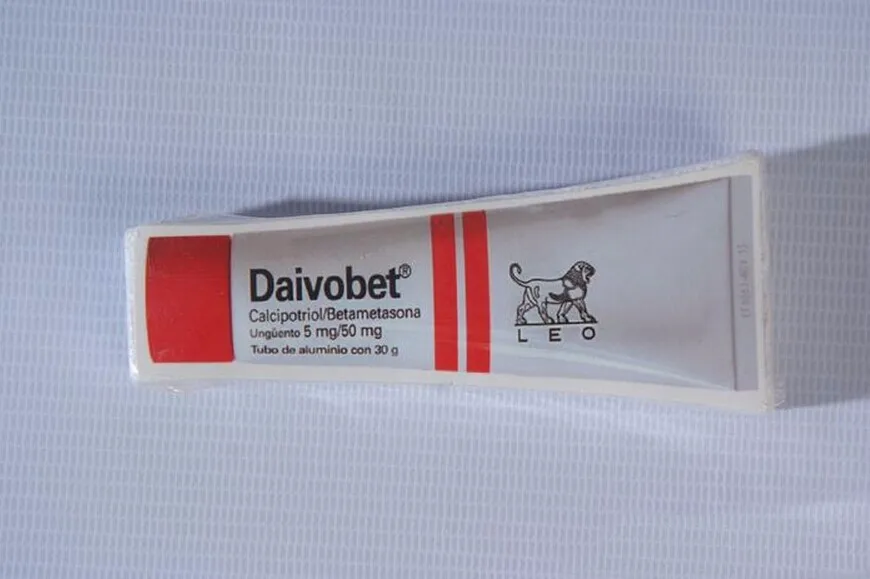 Daivobet®
Calcipotriol/Betametasona
Ungüento 5 mg/50 mg
Tubo de aluminio con 30 g
LEO